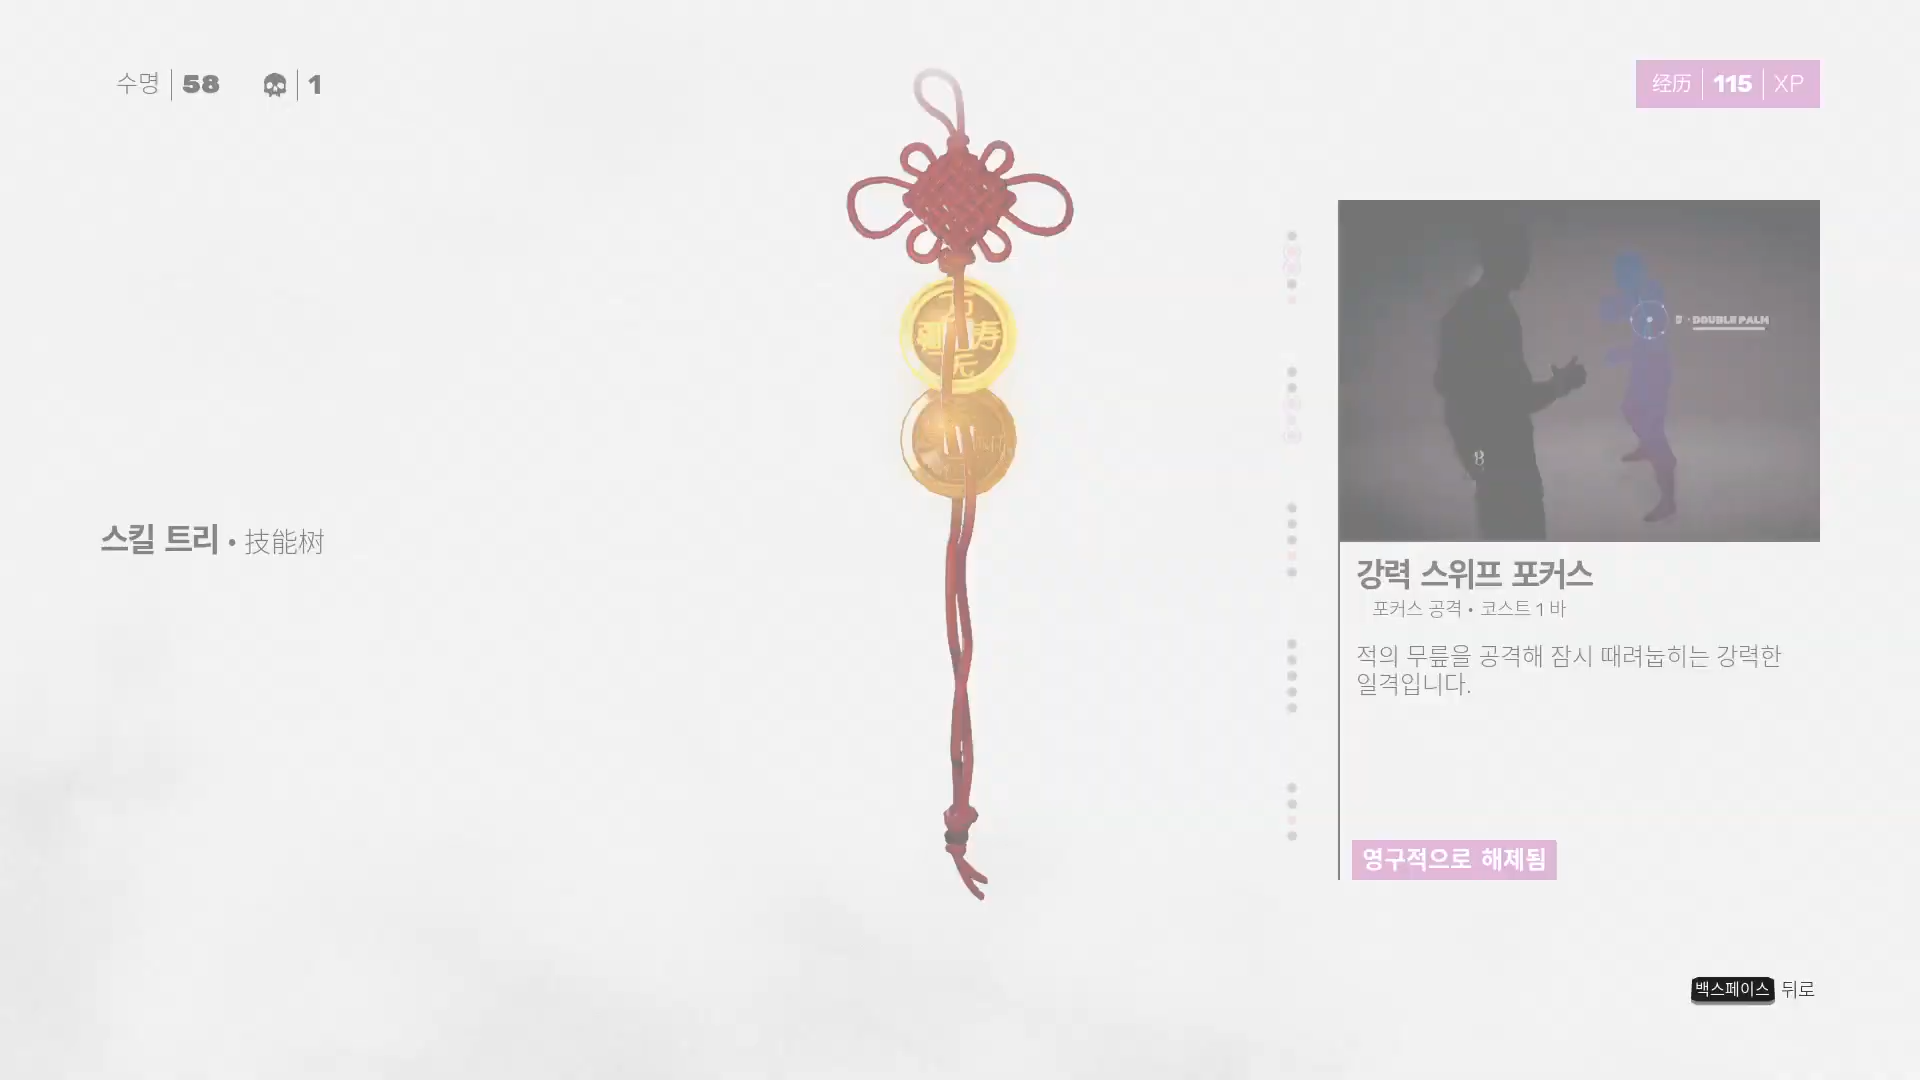 수명 58 1
经历 115 XP
DOUBLE PALM
스킬 트리 • 技能树
강력 스위프 포커스
포커스 공격 • 코스트 1 바
적의 무릎을 공격해 잠시 때려눕히는 강력한
일격입니다.
영구적으로 해제됨
백스페이스 뒤로